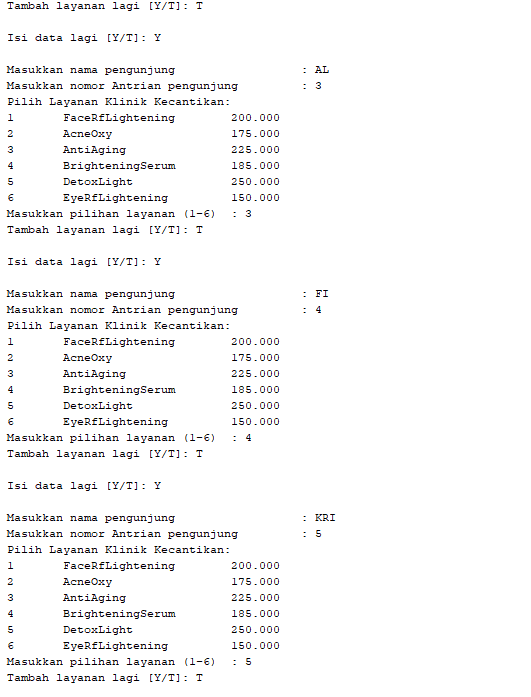 Tambah layanan lagi [Y/T]: T
Isi data lagi [Y/T]: Y
Masukkan nama pengunjung : AL
Masukkan nomor Antrian pengunjung : 3
Pilih Layanan Klinik Kecantikan:
1 FaceRfLightening 200.000
2 AcneOxy 175.000
3 AntiAging 225.000
4 BrighteningSerum 185.000
5 DetoxLight 250.000
6 EyeRfLightening 150.000
Masukkan pilihan layanan (1-6) : 3
Tambah layanan lagi [Y/T]: T
Isi data lagi [Y/T]: Y
Masukkan nama pengunjung : FI
Masukkan nomor Antrian pengunjung : 4
Pilih Layanan Klinik Kecantikan:
1 FaceRfLightening 200.000
2 AcneOxy 175.000
3 AntiAging 225.000
4 BrighteningSerum 185.000
5 DetoxLight 250.000
6 EyeRfLightening 150.000
Masukkan pilihan layanan (1-6) : 4
Tambah layanan lagi [Y/T]: T
Isi data lagi [Y/T]: Y
Masukkan nama pengunjung : KRI
Masukkan nomor Antrian pengunjung : 5
Pilih Layanan Klinik Kecantikan:
1 FaceRfLightening 200.000
2 AcneOxy 175.000
3 AntiAging 225.000
4 BrighteningSerum 185.000
5 DetoxLight 250.000
6 EyeRfLightening 150.000
Masukkan pilihan layanan (1-6) : 5
Tambah layanan lagi [Y/T]: T